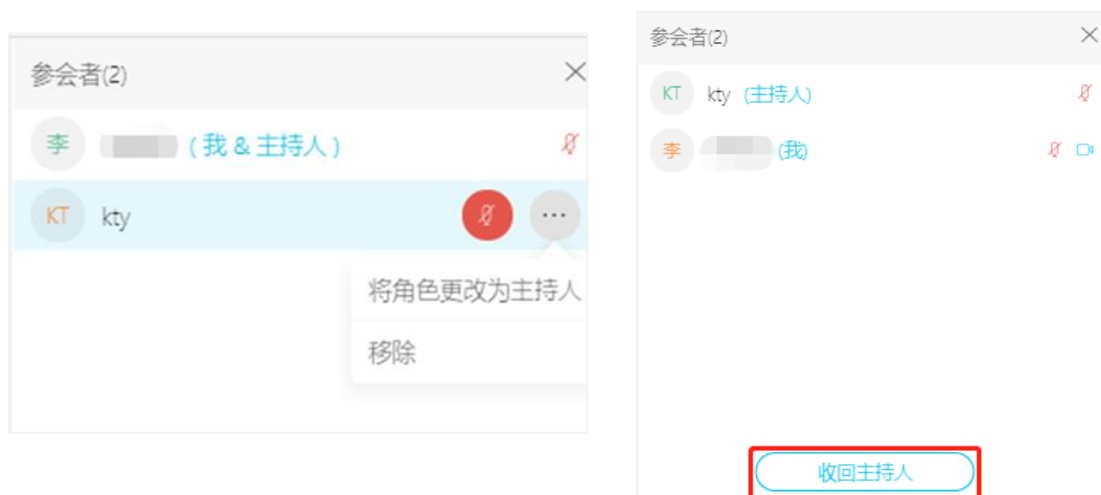 参会者(2)
李 (我 & 主持人)
KT kty
将角色更改为主持人
移除
参会者(2)
KT kty (主持人)
李 (我)
收回主持人